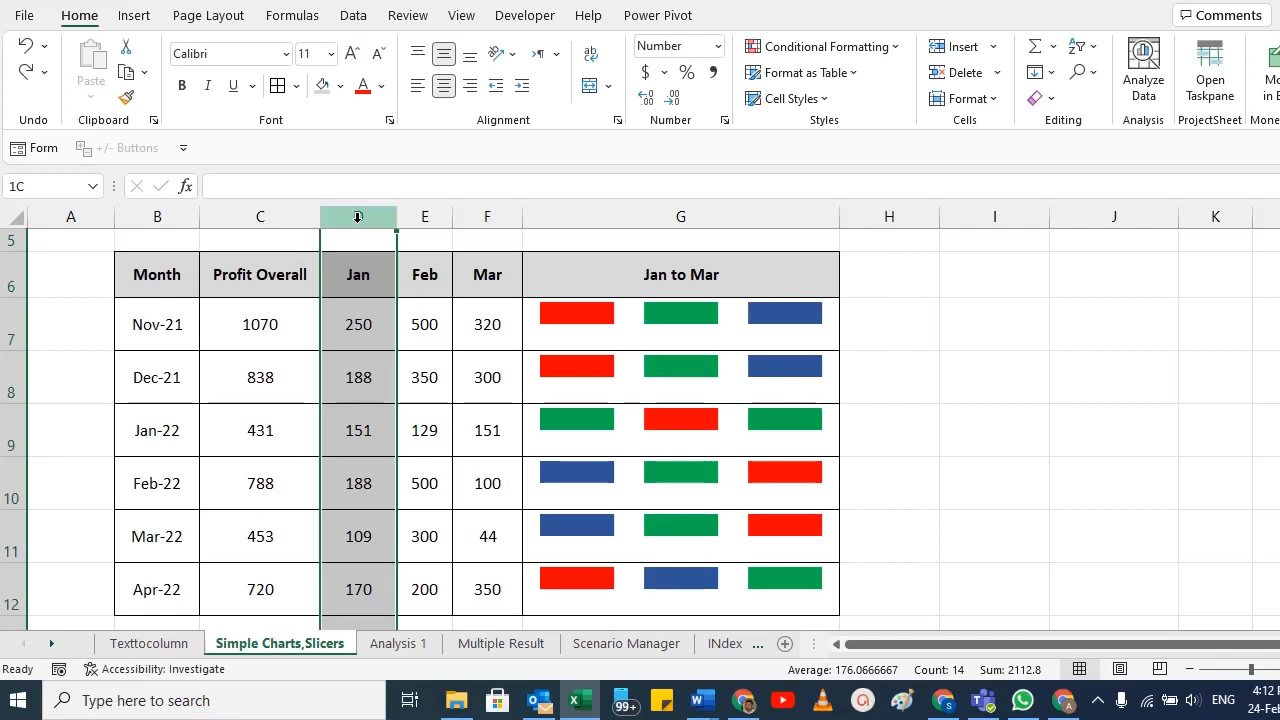 File Home Insert Page Layout Formulas Data Review View Developer Help Power Pivot Comments
Paste
Calibri 11
B I U A
Number
$ %
Conditional Formatting
Format as Table
Cell Styles
Insert
Delete
Format
Analyze
Data
Open
Taskpane
Mo
in E
Undo Clipboard Font Alignment Number Styles Cells Editing Analysis ProjectSheet Mone
Form +/- Buttons
1C fx
A B C D E F G H I J K
5
6 Month Profit Overall Jan Feb Mar Jan to Mar
7 Nov-21 1070 250 500 320
8 Dec-21 838 188 350 300
9 Jan-22 431 151 129 151
10 Feb-22 788 188 500 100
11 Mar-22 453 109 300 44
12 Apr-22 720 170 200 350
Texttocolumn Simple Charts,Slicers Analysis 1 Multiple Result Scenario Manager INdex ...
Ready Accessibility: Investigate Average: 176.0666667 Count: 14 Sum: 2112.8
Type here to search 99+ ENG 4:12 P
24-Feb